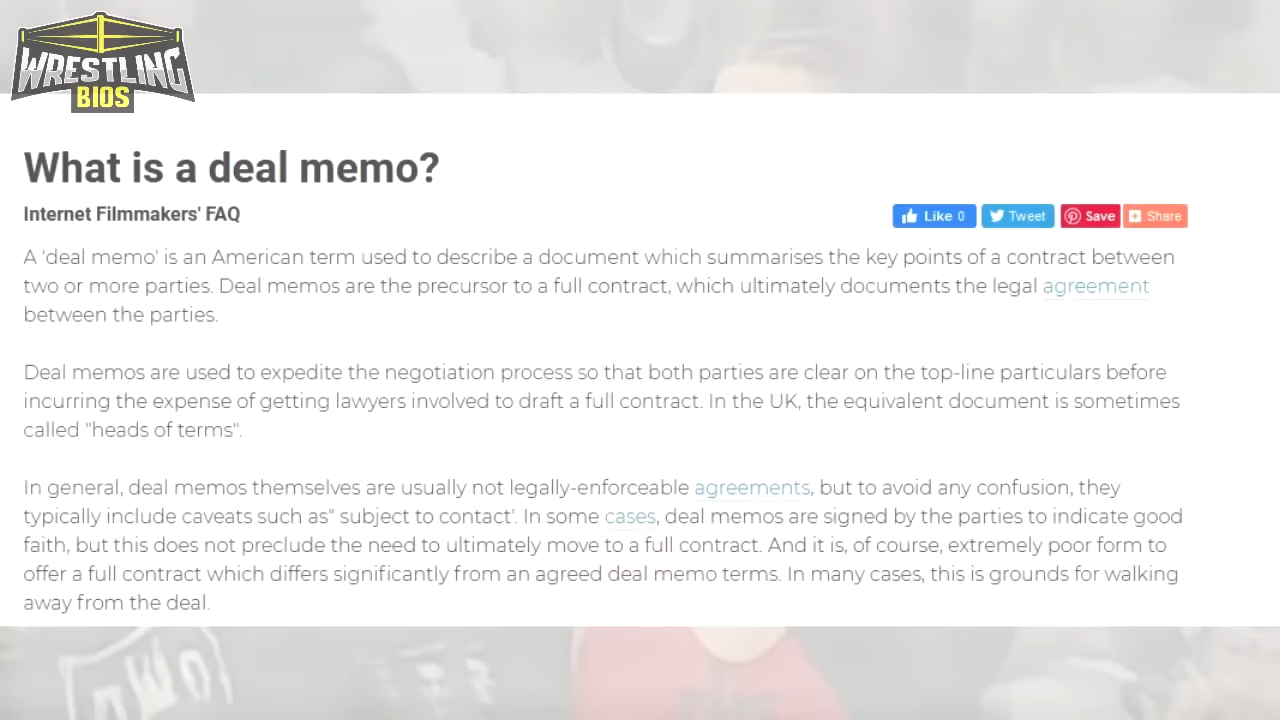 WRESTLING
BIOS
What is a deal memo?
Internet Filmmakers' FAQ
Like 0
Tweet
Save
Share
A 'deal memo' is an American term used to describe a document which summarises the key points of a contract between
two or more parties. Deal memos are the precursor to a full contract, which ultimately documents the legal agreement
between the parties.
Deal memos are used to expedite the negotiation process so that both parties are clear on the top-line particulars before
incurring the expense of getting lawyers involved to draft a full contract. In the UK, the equivalent document is sometimes
called "heads of terms".
In general, deal memos themselves are usually not legally-enforceable agreements, but to avoid any confusion, they
typically include caveats such as" subject to contact'. In some cases, deal memos are signed by the parties to indicate good
faith, but this does not preclude the need to ultimately move to a full contract. And it is, of course, extremely poor form to
offer a full contract which differs significantly from an agreed deal memo terms. In many cases, this is grounds for walking
away from the deal.